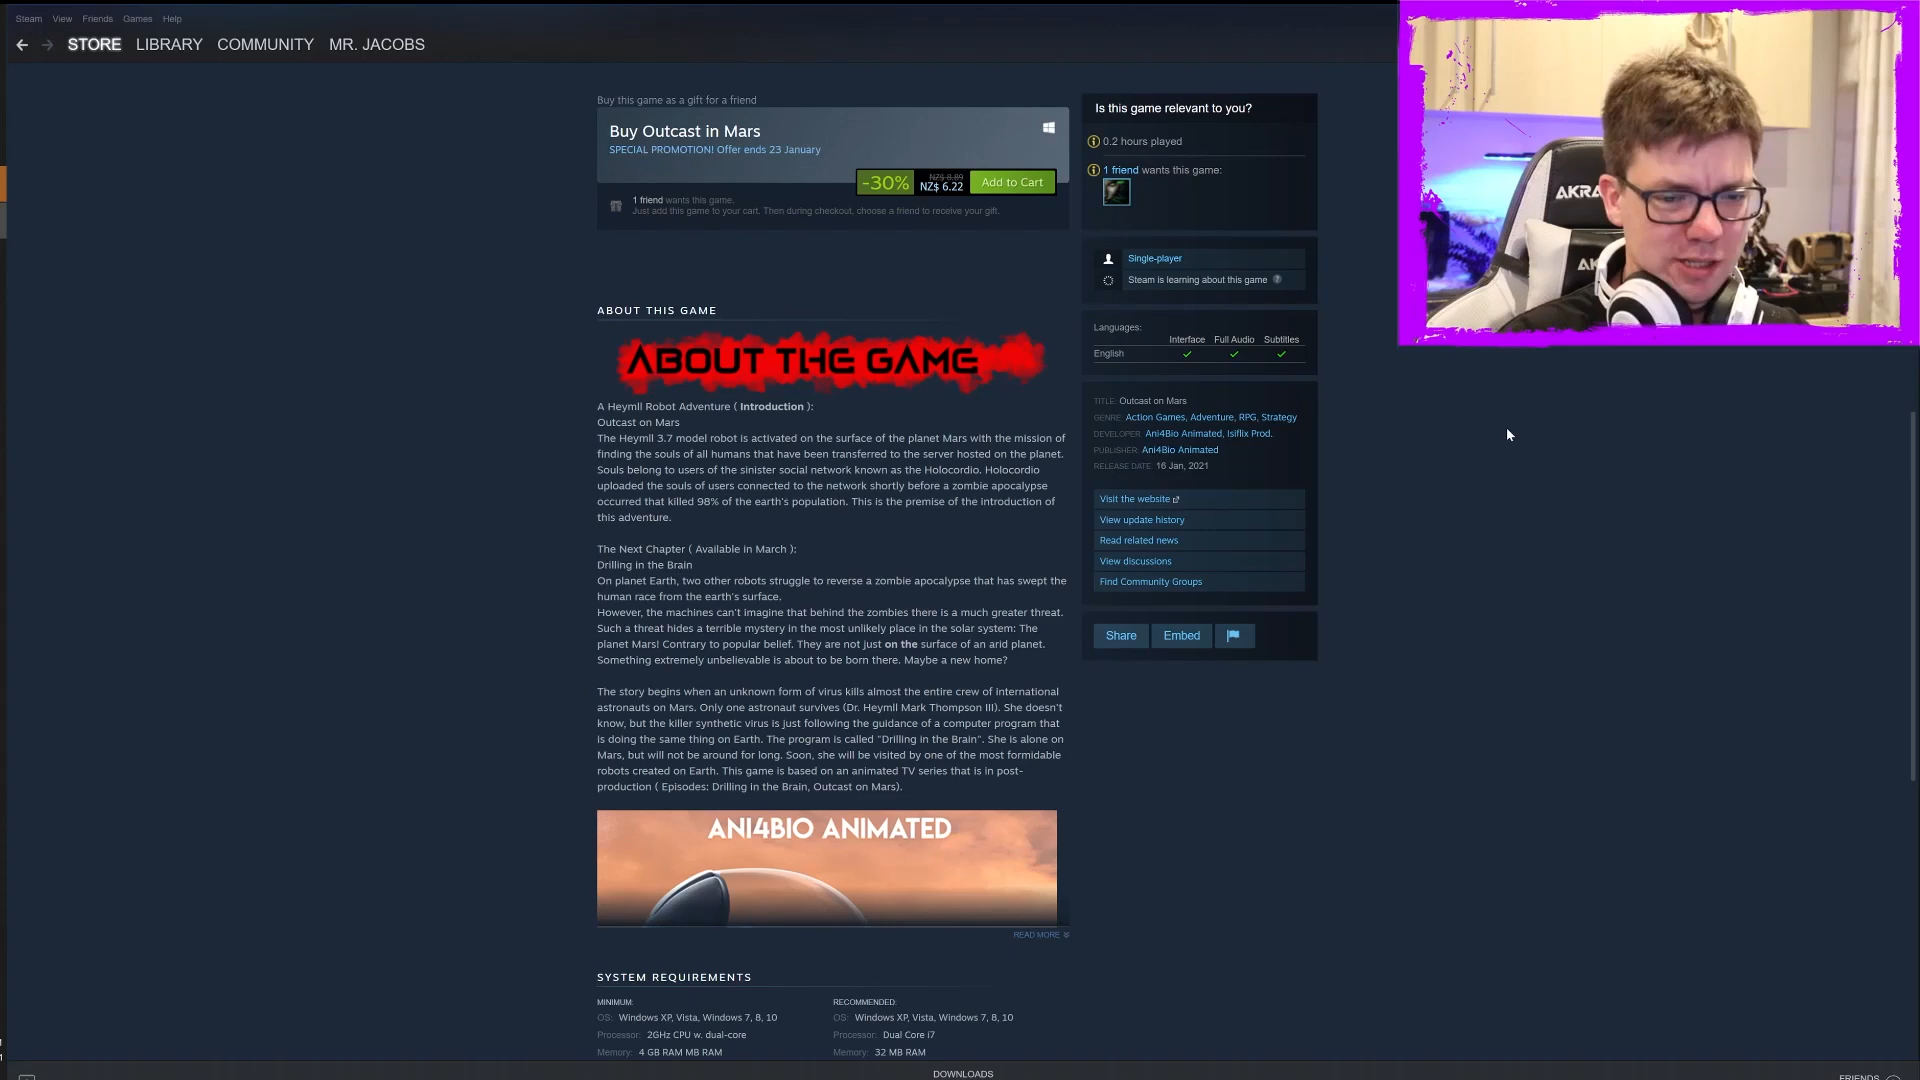 Steam View Friends Games Help
STORE LIBRARY COMMUNITY MR. JACOBS
Buy this game as a gift for a friend
Buy Outcast in Mars
SPECIAL PROMOTION! Offer ends 23 January
-30% NZ$ 8.89 NZ$ 6.22 Add to Cart
1 friend wants this game.
Just add this game to your cart. Then during checkout, choose a friend to receive your gift.
ABOUT THIS GAME
ABOUT THE GAME
A Heymll Robot Adventure ( Introduction ):
Outcast on Mars
The Heymll 3.7 model robot is activated on the surface of the planet Mars with the mission of
finding the souls of all humans that have been transferred to the server hosted on the planet.
Souls belong to users of the sinister social network known as the Holocordio. Holocordio
uploaded the souls of users connected to the network shortly before a zombie apocalypse
occurred that killed 98% of the earth's population. This is the premise of the introduction of
this adventure.
The Next Chapter ( Available in March ):
Drilling in the Brain
On planet Earth, two other robots struggle to reverse a zombie apocalypse that has swept the
human race from the earth's surface.
However, the machines can't imagine that behind the zombies there is a much greater threat.
Such a threat hides a terrible mystery in the most unlikely place in the solar system: The
planet Mars! Contrary to popular belief. They are not just on the surface of an arid planet.
Something extremely unbelievable is about to be born there. Maybe a new home?
The story begins when an unknown form of virus kills almost the entire crew of international
astronauts on Mars. Only one astronaut survives (Dr. Heymll Mark Thompson III). She doesn't
know, but the killer synthetic virus is just following the guidance of a computer program that
is doing the same thing on Earth. The program is called "Drilling in the Brain". She is alone on
Mars, but will not be around for long. Soon, she will be visited by one of the most formidable
robots created on Earth. This game is based on an animated TV series that is in post-
production ( Episodes: Drilling in the Brain, Outcast on Mars).
ANI4BIO ANIMATED
READ MORE
SYSTEM REQUIREMENTS
MINIMUM:
OS: Windows XP, Vista, Windows 7, 8, 10
Processor: 2GHz CPU w. dual-core
Memory: 4 GB RAM MB RAM
RECOMMENDED:
OS: Windows XP, Vista, Windows 7, 8, 10
Processor: Dual Core i7
Memory: 32 MB RAM
Is this game relevant to you?
0.2 hours played
1 friend wants this game:
Single-player
Steam is learning about this game ?
Languages:
Interface Full Audio Subtitles
English
TITLE: Outcast on Mars
GENRE: Action Games, Adventure, RPG, Strategy
DEVELOPER: Ani4Bio Animated, Isiflix Prod.
PUBLISHER: Ani4Bio Animated
RELEASE DATE: 16 Jan, 2021
Visit the website
View update history
Read related news
View discussions
Find Community Groups
Share Embed
AKRA
DOWNLOADS
FRIENDS